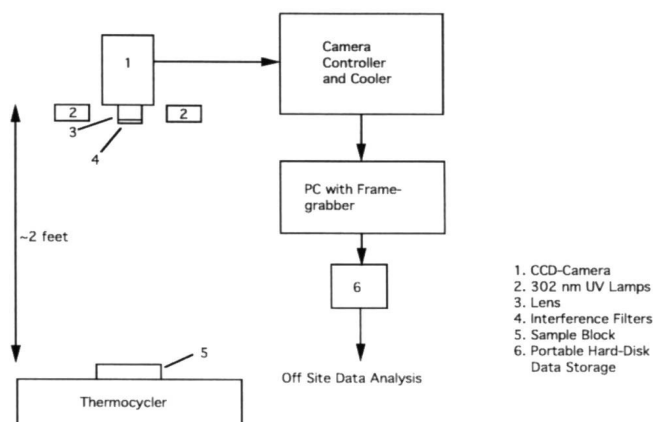 1
Camera
Controller
and Cooler
2
2
3
4
PC with Frame-
grabber
~2 feet
6
1. CCD-Camera
2. 302 nm UV Lamps
3. Lens
4. Interference Filters
5. Sample Block
6. Portable Hard-Disk
Data Storage
5
Off Site Data Analysis
Thermocycler